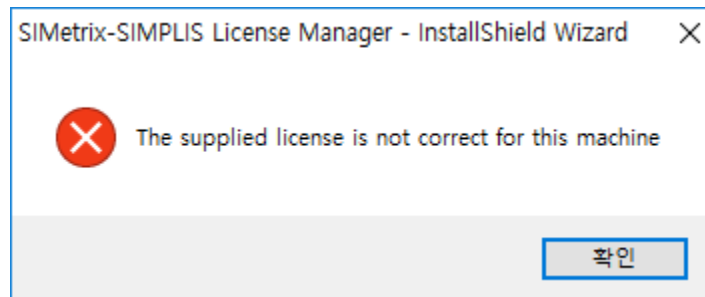 SIMetrix-SIMPLIS License Manager - InstallShield Wizard
The supplied license is not correct for this machine
확인